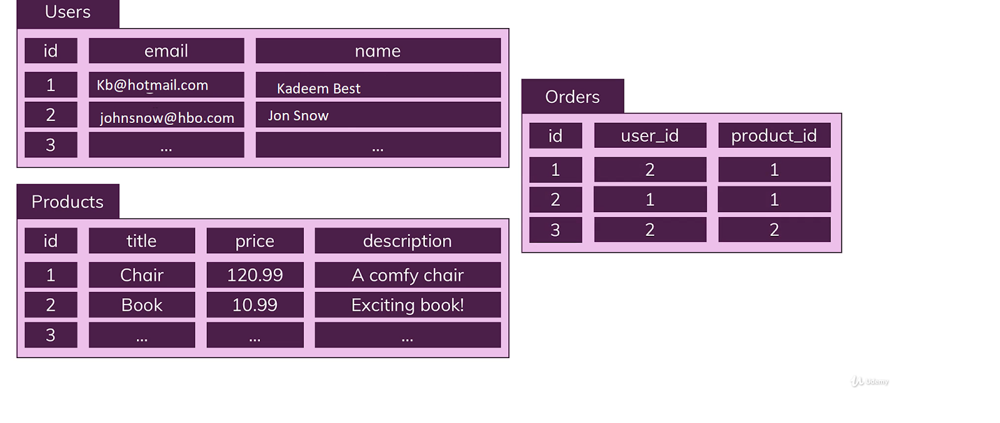 Users
id email name
1 Kb@hotmail.com Kadeem Best
2 johnsnow@hbo.com Jon Snow
3 ... ...
Products
id title price description
1 Chair 120.99 A comfy chair
2 Book 10.99 Exciting book!
3 ... ... ...
Orders
id user_id product_id
1 2 1
2 1 1
3 2 2
Udemy